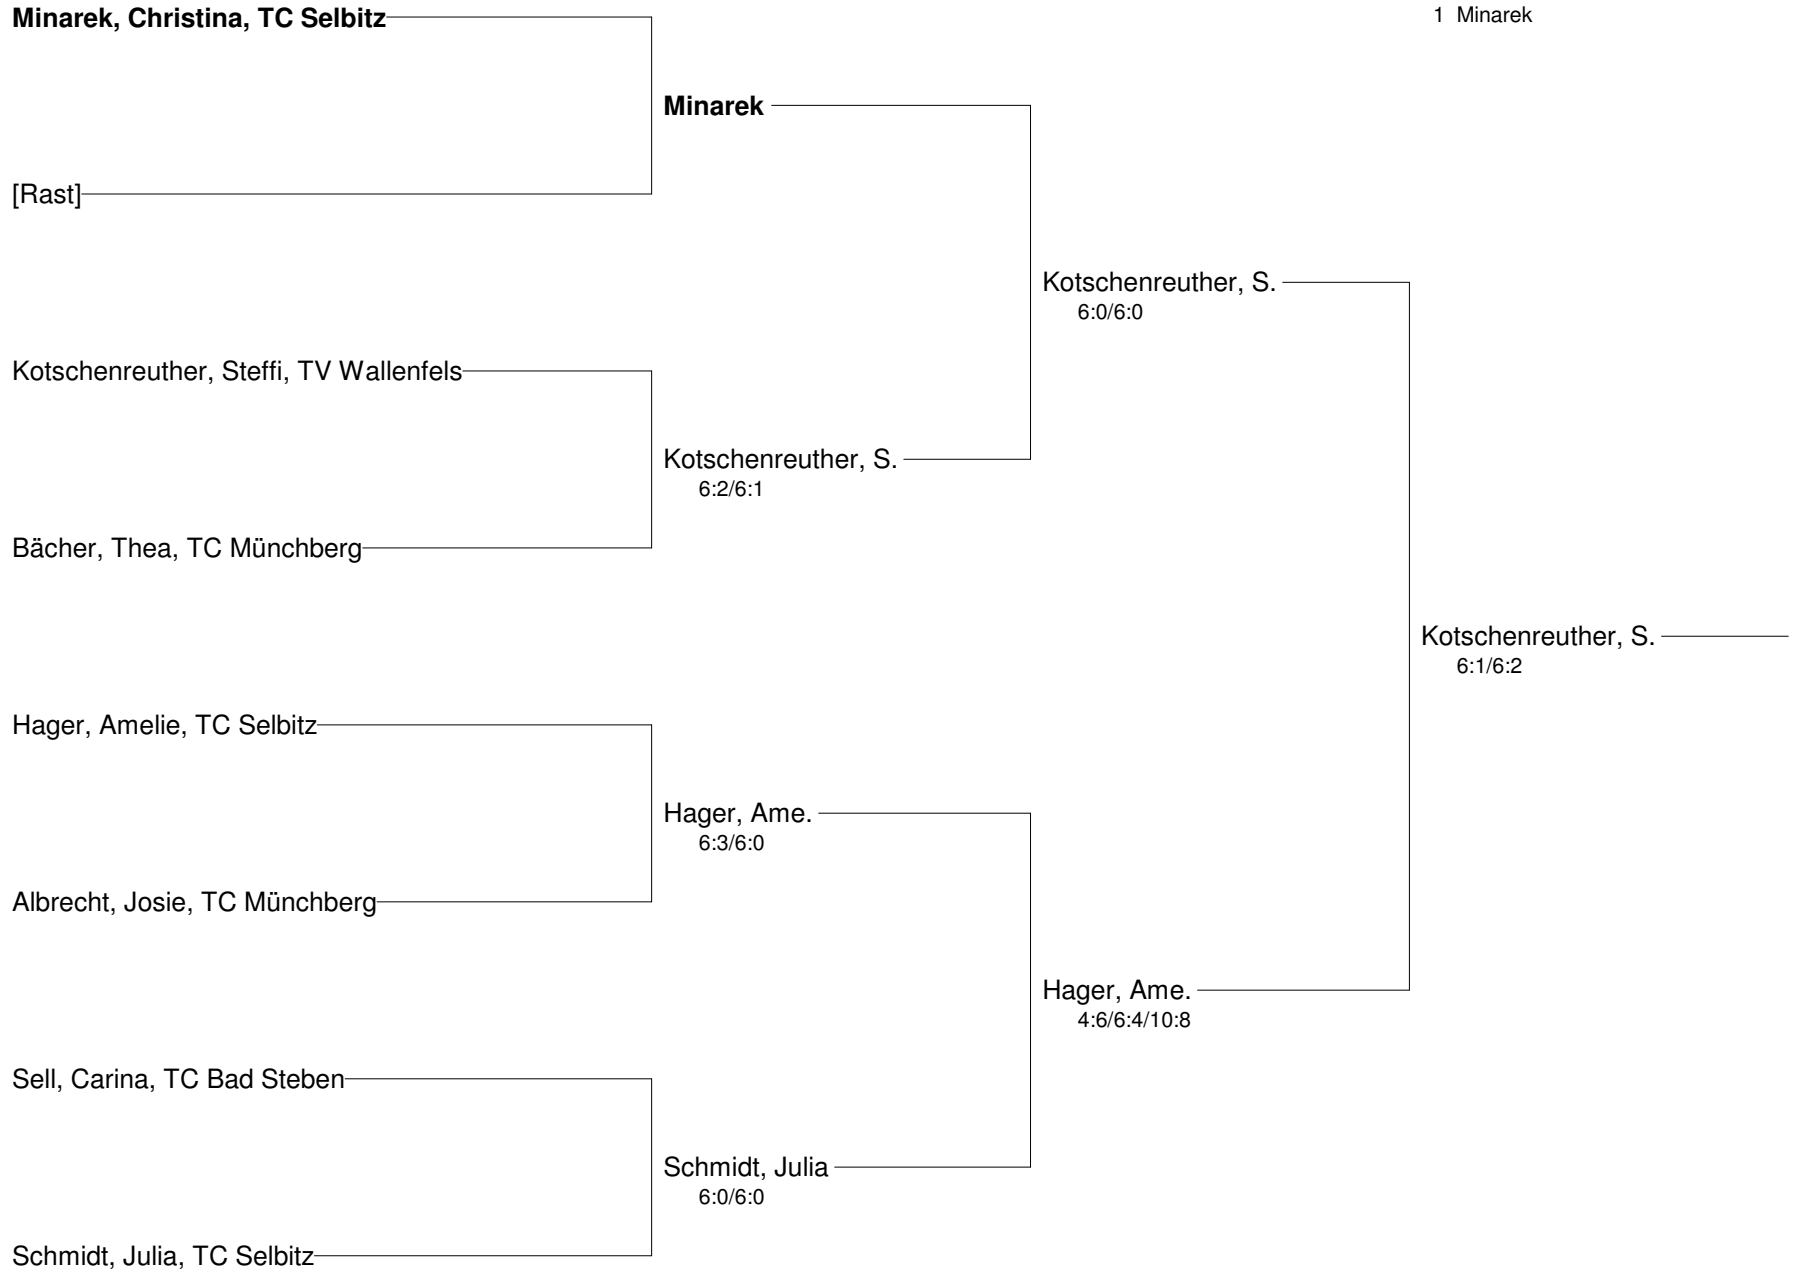 Minarek, Christina, TC Selbitz
1 Minarek
Minarek
[Rast]
Kotschenreuther, S.
6:0/6:0
Kotschenreuther, Steffi, TV Wallenfels
Kotschenreuther, S.
6:2/6:1
Bächer, Thea, TC Münchberg
Kotschenreuther, S.
6:1/6:2
Hager, Amelie, TC Selbitz
Hager, Ame.
6:3/6:0
Albrecht, Josie, TC Münchberg
Hager, Ame.
4:6/6:4/10:8
Sell, Carina, TC Bad Steben
Schmidt, Julia
6:0/6:0
Schmidt, Julia, TC Selbitz